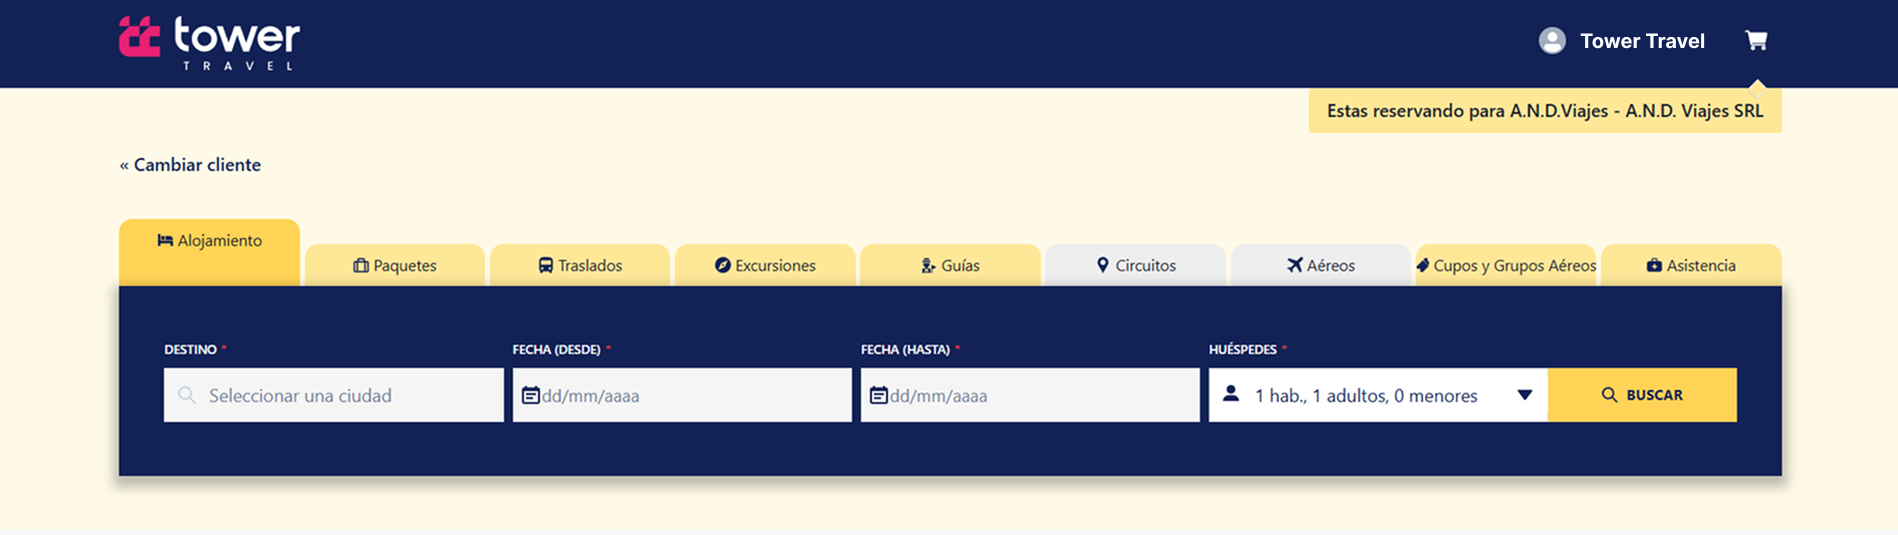 tower
TRAVEL
Tower Travel
Estas reservando para A.N.D.Viajes - A.N.D. Viajes SRL
« Cambiar cliente
Alojamiento
Paquetes
Traslados
Excursiones
Guías
Circuitos
Aéreos
Cupos y Grupos Aéreos
Asistencia
DESTINO *
FECHA (DESDE) *
FECHA (HASTA) *
HUÉSPEDES *
Seleccionar una ciudad
dd/mm/aaaa
dd/mm/aaaa
1 hab., 1 adultos, 0 menores
BUSCAR